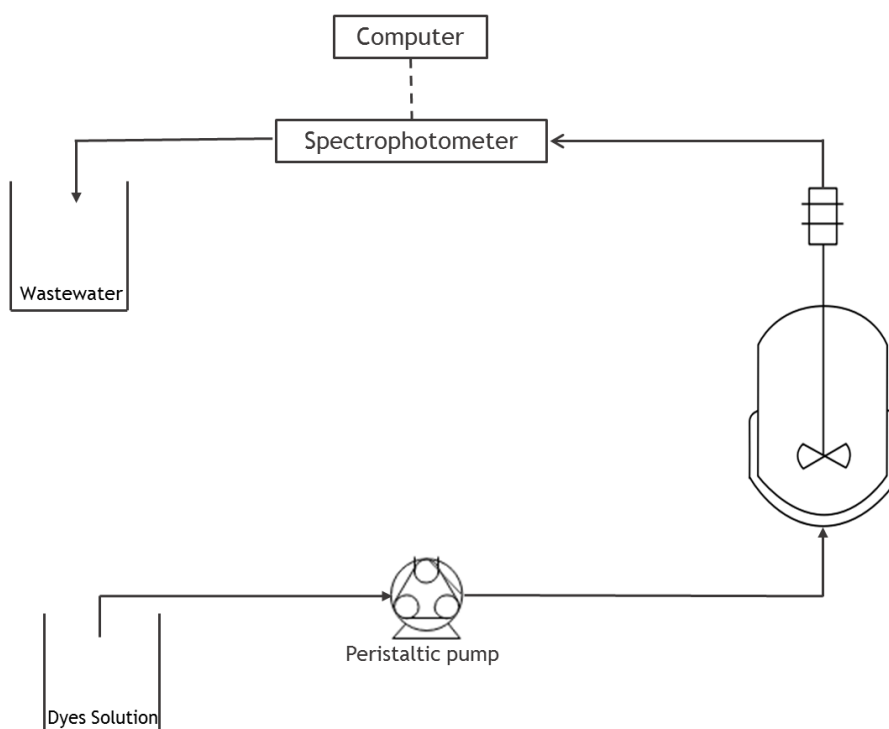 Computer
Spectrophotometer
Wastewater
Peristaltic pump
Dyes Solution